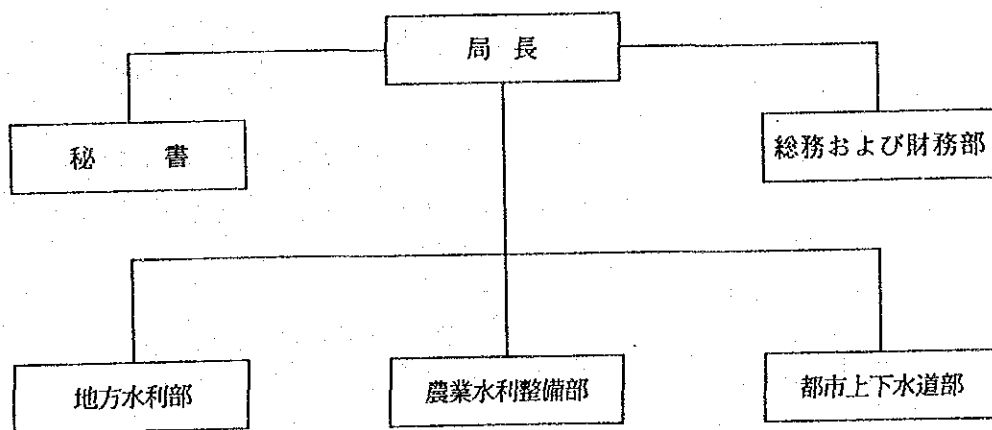 局長
秘書
総務および財務部
地方水利部
農業水利整備部
都市上下水道部